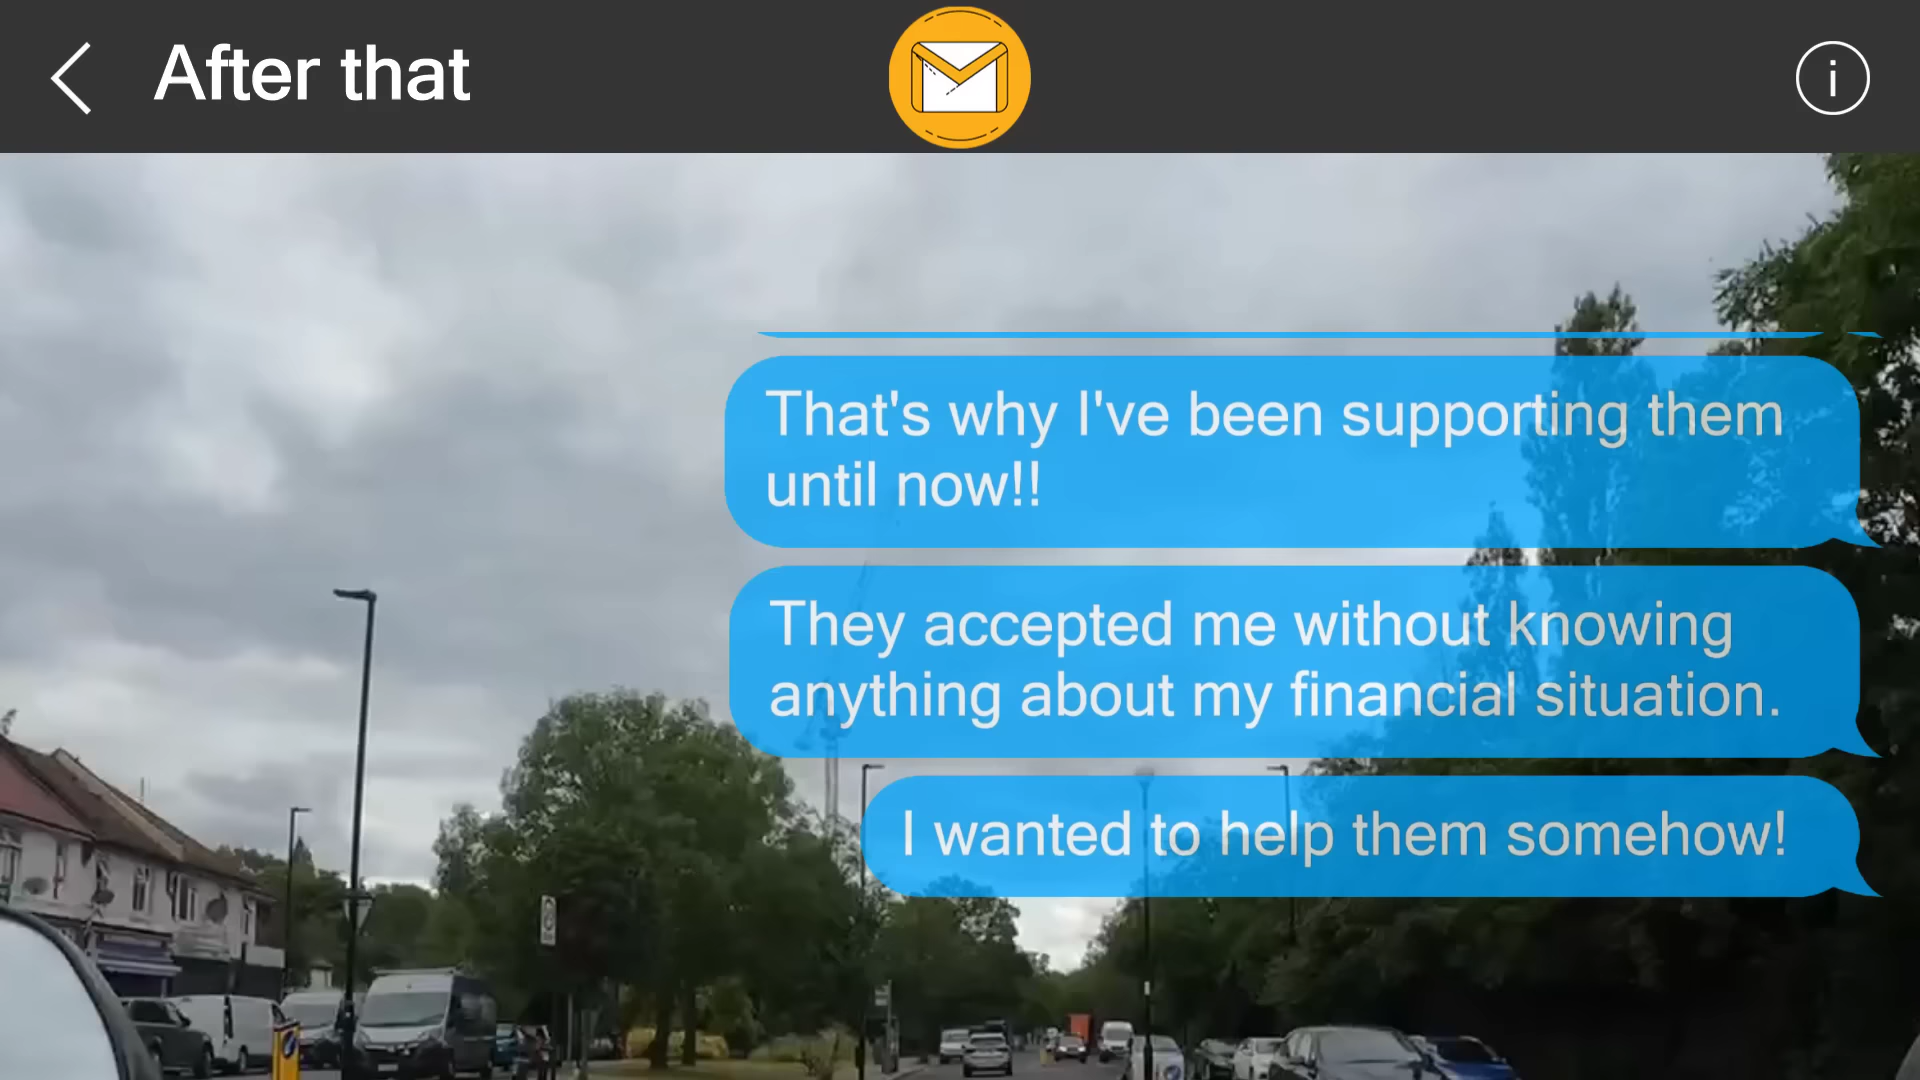 After that
i
That's why I've been supporting them
until now!!
They accepted me without knowing
anything about my financial situation.
I wanted to help them somehow!